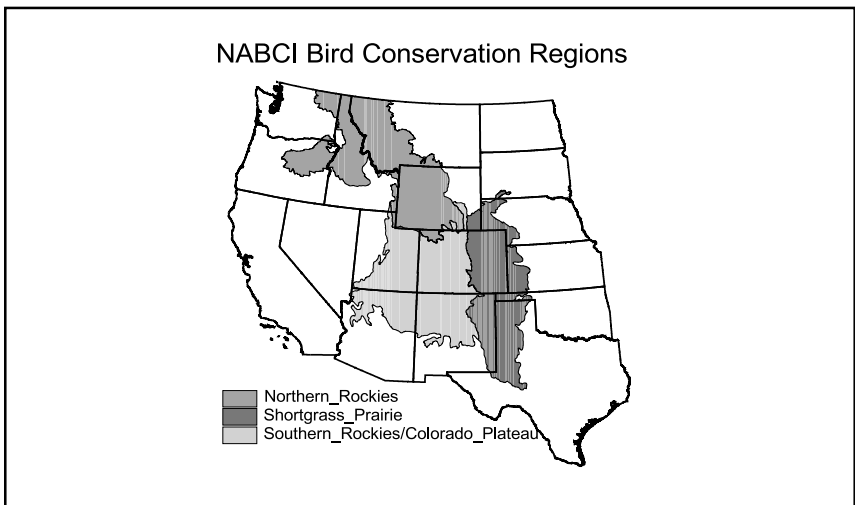 NABCI Bird Conservation Regions
Northern_Rockies
Shortgrass_Prairie
Southern_Rockies/Colorado_Plateau